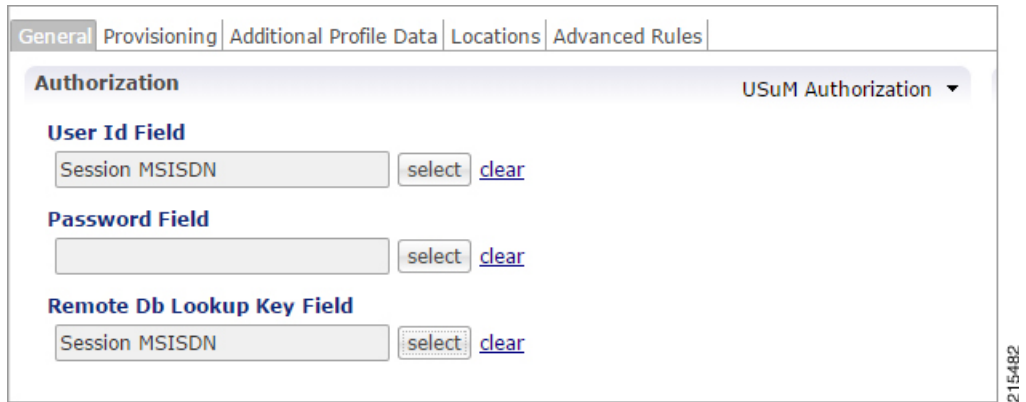 General Provisioning Additional Profile Data Locations Advanced Rules
Authorization USuM Authorization
User Id Field
Session MSISDN select clear
Password Field
select clear
Remote Db Lookup Key Field
Session MSISDN select clear
215482